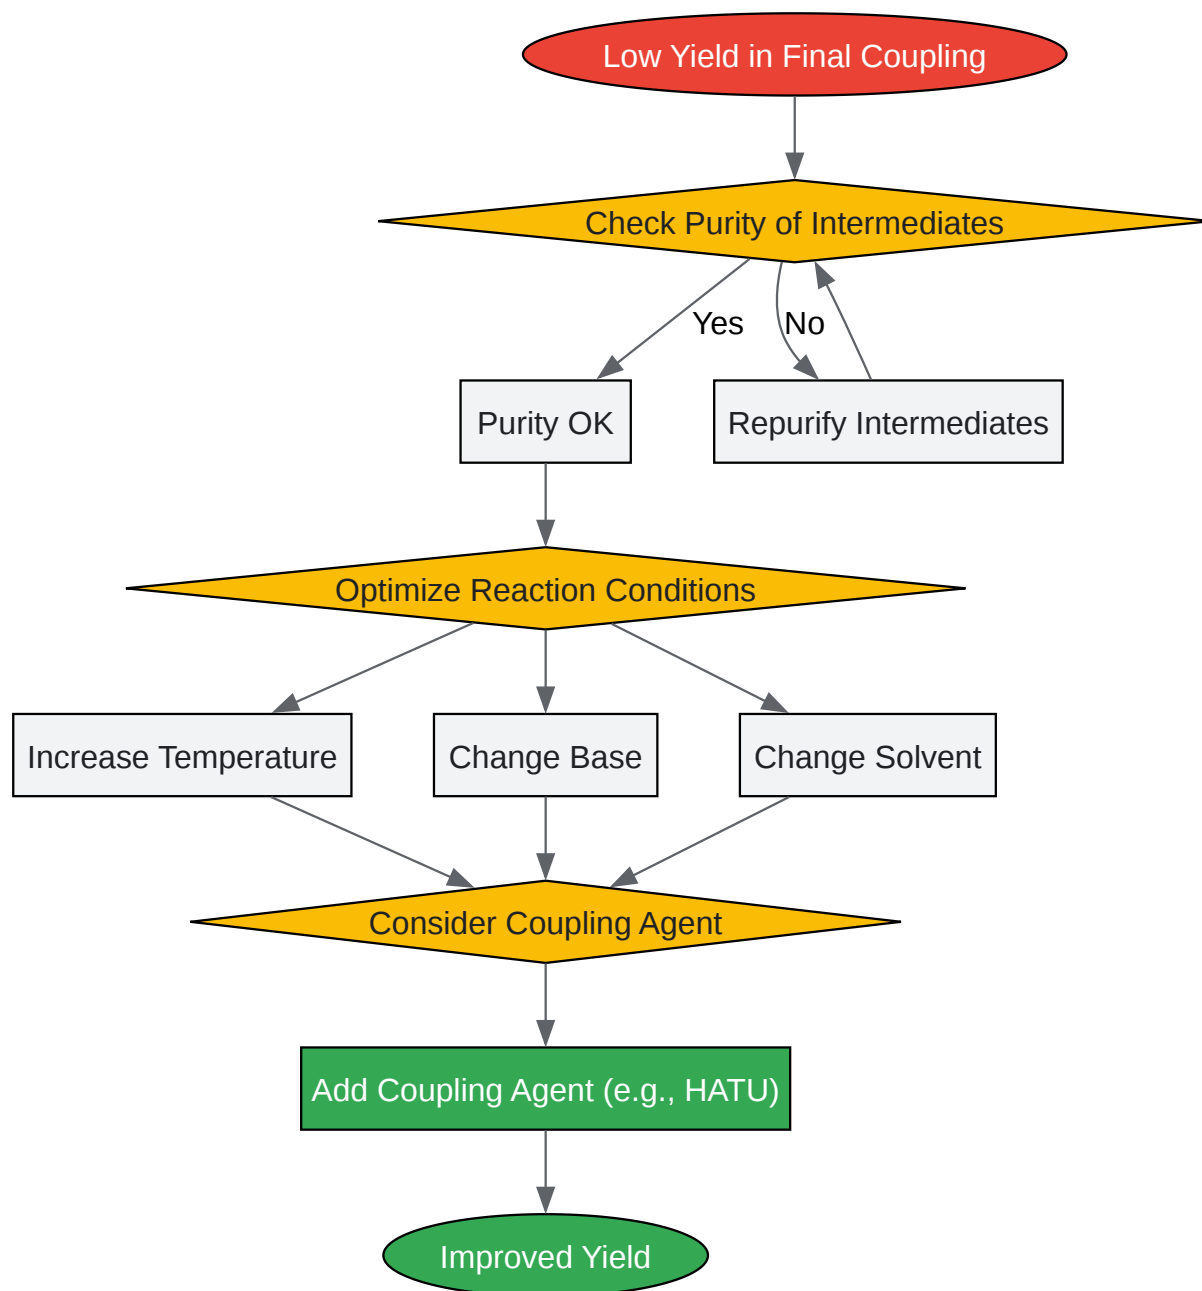 Low Yield in Final Coupling
Check Purity of Intermediates
Yes
No
Purity OK
Repurify Intermediates
Optimize Reaction Conditions
Increase Temperature
Change Base
Change Solvent
Consider Coupling Agent
Add Coupling Agent (e.g., HATU)
Improved Yield